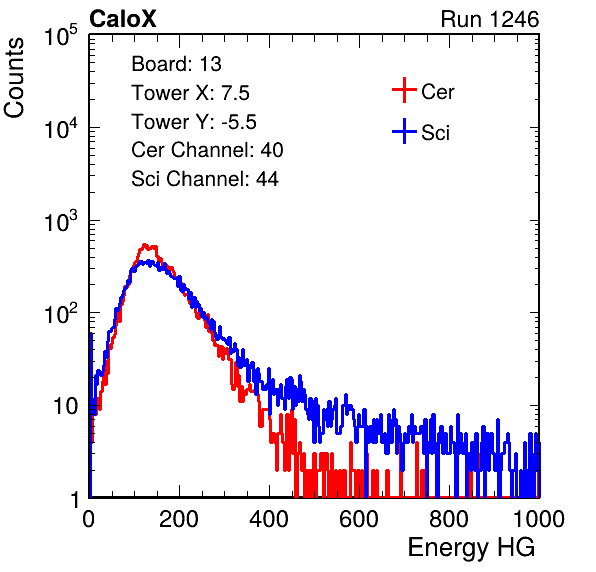 CaloX Run 1246
Counts
10^5
10^4
10^3
10^2
10
1
Board: 13
Tower X: 7.5
Tower Y: -5.5
Cer Channel: 40
Sci Channel: 44
Cer
Sci
0 200 400 600 800 1000
Energy HG